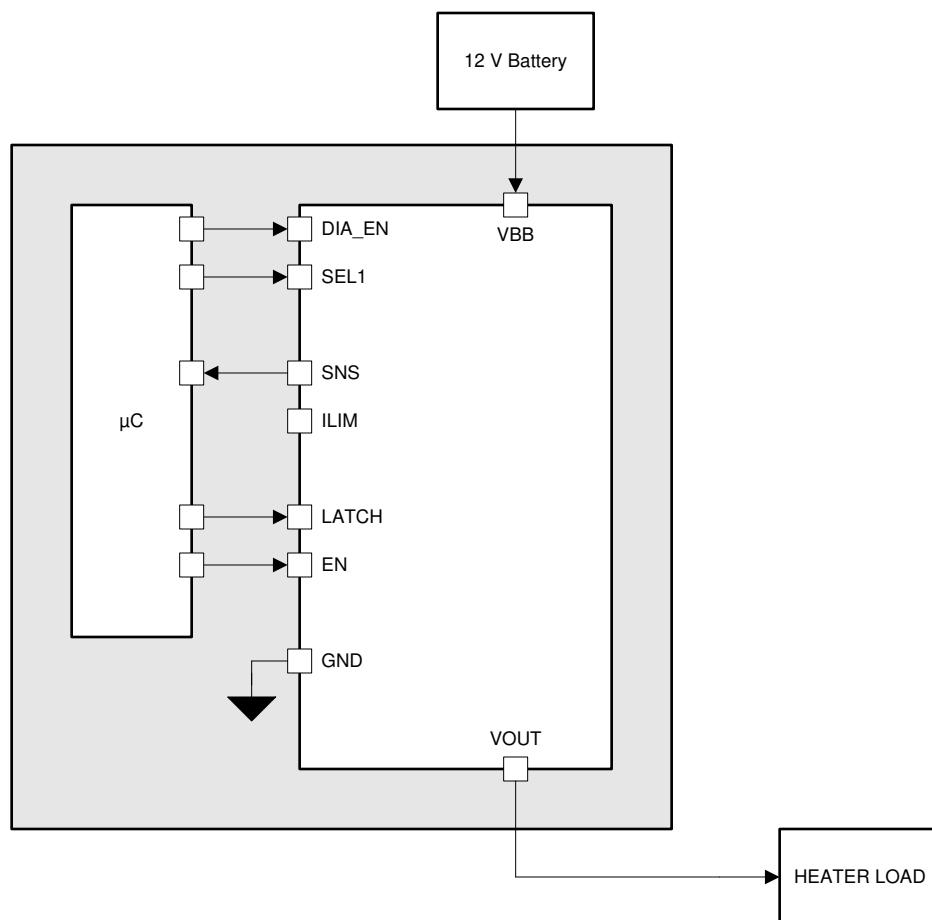 12 V Battery
DIA_EN
VBB
SEL1
SNS
µC
ILIM
LATCH
EN
GND
VOUT
HEATER LOAD